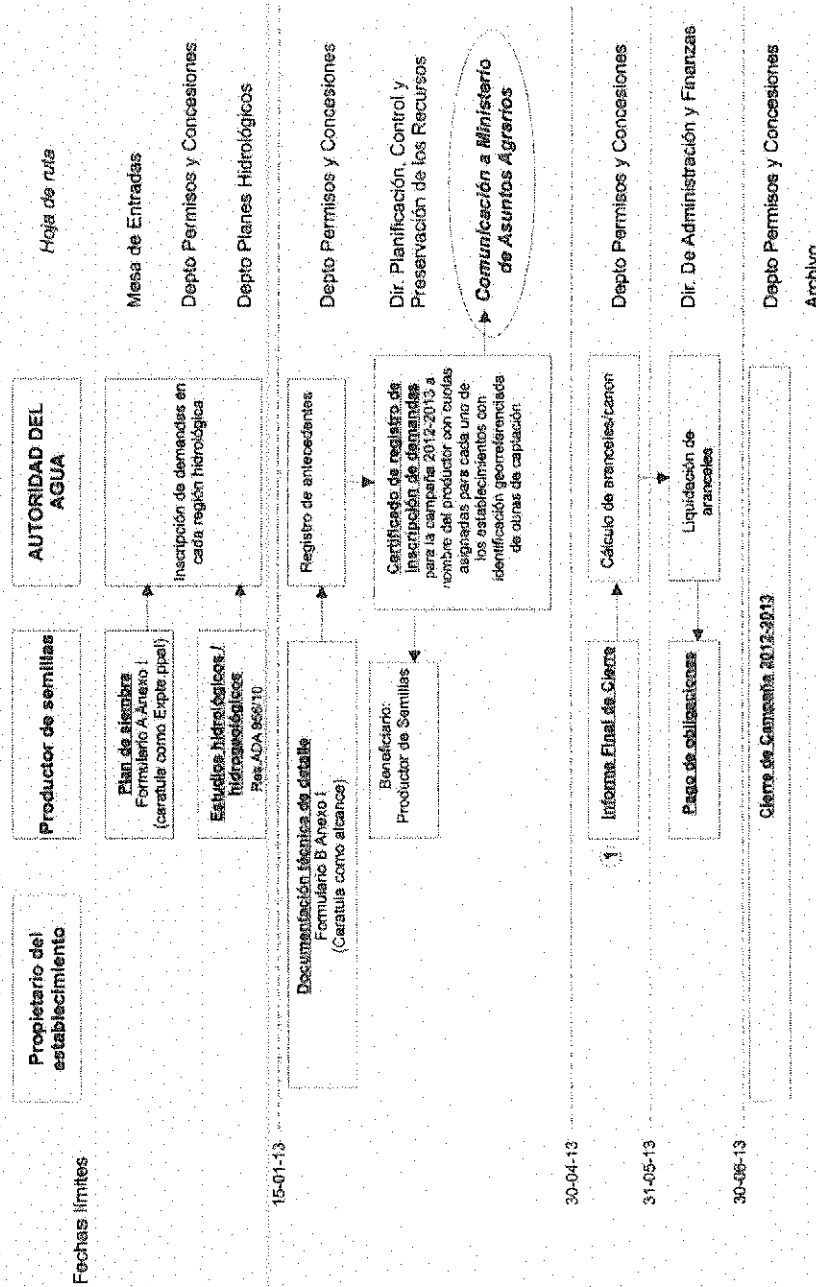 Fechas límites
Propietario del
establecimiento
Productor de semillas
AUTORIDAD DEL
AGUA
Hoja de ruta
Plan de siembra
Formulario A Anexo I
(caratula como Expte.ppal)
Inscripción de demandas en
cada región hidrológica
Mesa de Entradas
Depto Permisos y Concesiones
Estudios hidrológicos /
hidrogeológicos
Res ADA 956/10
Depto Planes Hidrológicos
15-01-13
Documentación técnica de detalle
Formulario B Anexo I
(Caratula como alcance)
Registro de antecedentes
Depto Permisos y Concesiones
Beneficiario:
Productor de Semillas
Certificado de registro de
inscripción de demandas
para la campaña 2012-2013 a
nombre del productor con cuotas
asignadas para cada uno de
los establecimientos con
identificación georreferenciada
de obras de captación
Dir. Planificación, Control y
Preservación de los Recursos
Comunicación a Ministerio
de Asuntos Agrarios
30-04-13
1
Informe Final de Cierre
Cálculo de aranceles/canon
Depto Permisos y Concesiones
31-05-13
Pago de obligaciones
Liquidación de
aranceles
Dir. De Administración y Finanzas
30-06-13
Cierre de Campaña 2012-2013
Depto Permisos y Concesiones
Archivo